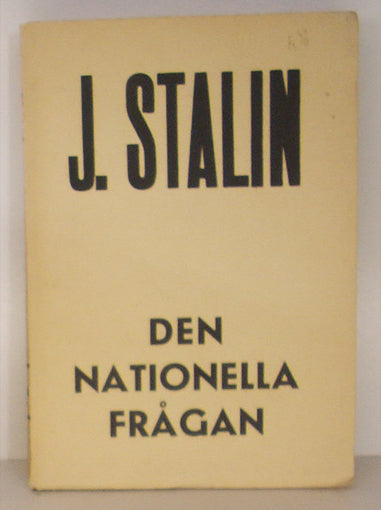 J. STALIN
DEN
NATIONELLA
FRÅGAN